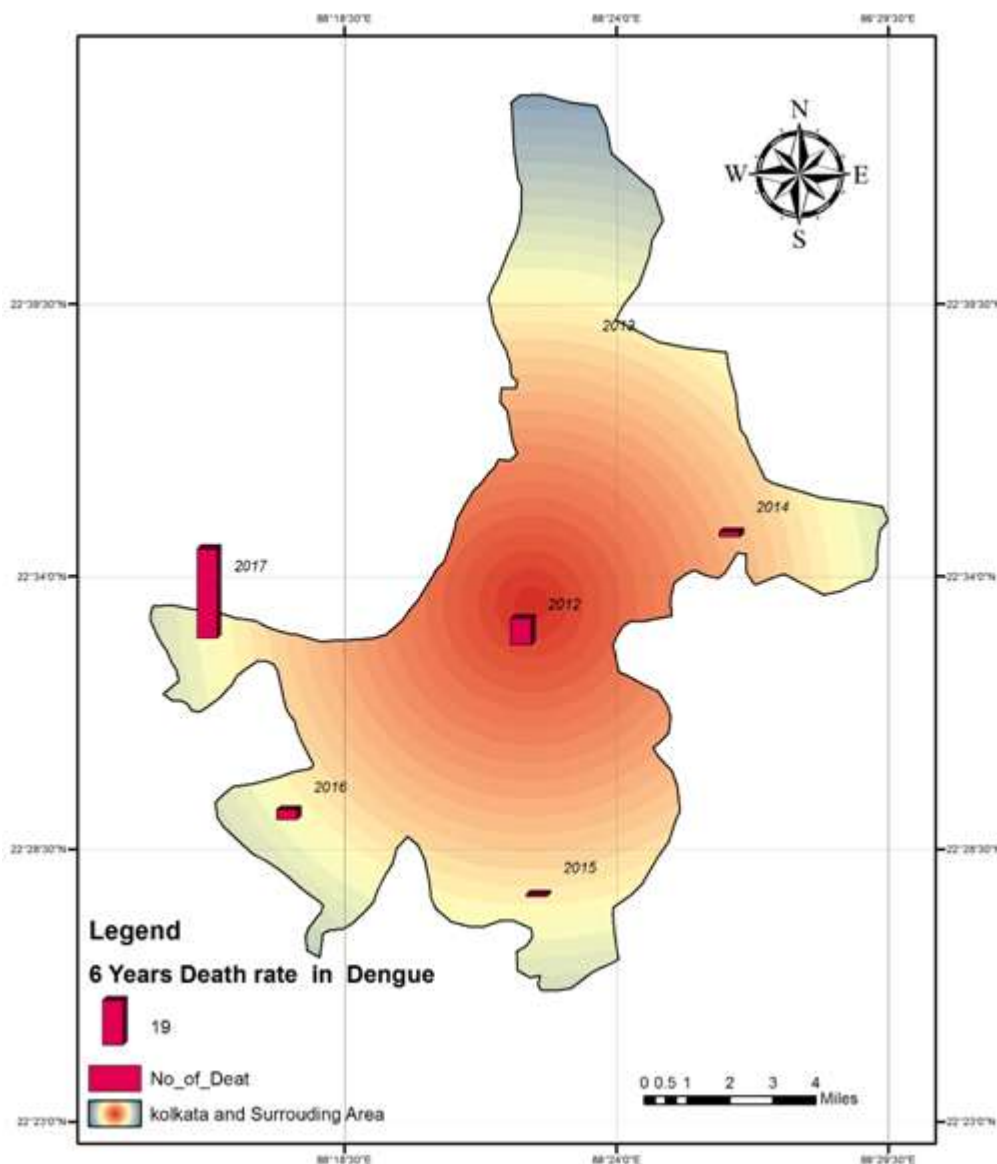 88°18'30"E 88°24'0"E 88°29'30"E
N
W E
S
22°39'30"N 22°39'30"N
2013
2014
22°34'0"N 22°34'0"N
2017
2012
2016
22°28'30"N 22°28'30"N
2015
Legend
6 Years Death rate in Dengue
19
No_of_Deat
kolkata and Surrouding Area
0 0.5 1 2 3 4
Miles
22°23'0"N 22°23'0"N
88°18'30"E 88°24'0"E 88°29'30"E